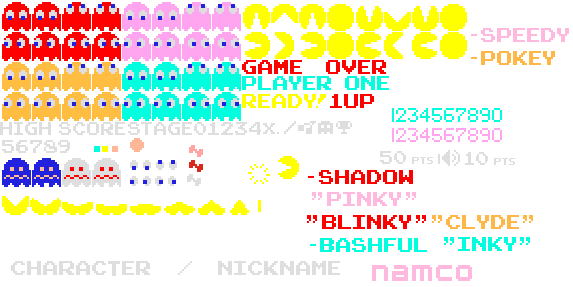 -SPEEDY
-POKEY
GAME OVER
PLAYER ONE
READY! 1UP
1234567890
HIGH SCORESTAGE01234X./
1234567890
56789
50 PTS 10 PTS
-SHADOW
"PINKY"
"BLINKY" "CLYDE"
-BASHFUL "INKY"
CHARACTER / NICKNAME
namco